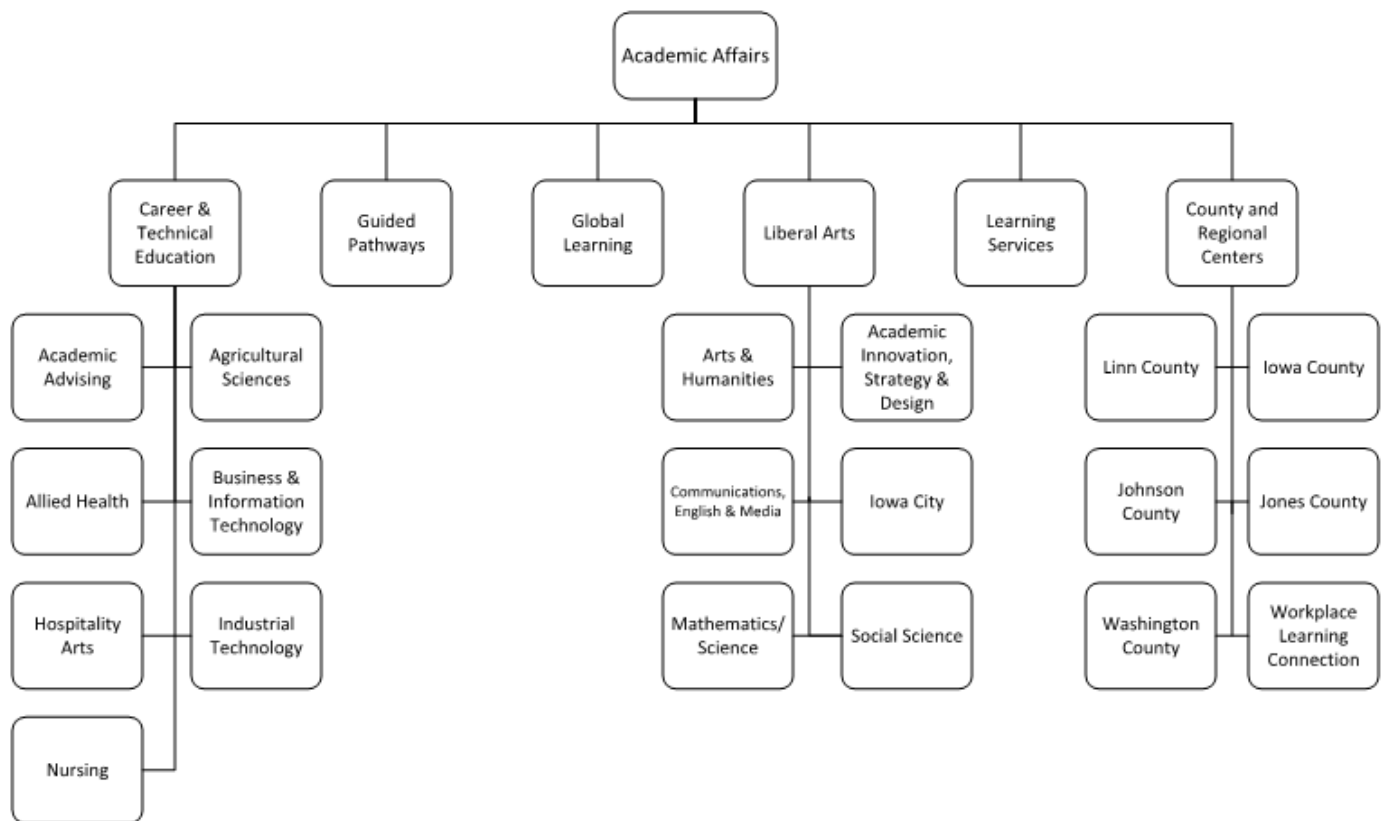 Academic Affairs
Career &
Technical
Education
Guided
Pathways
Global
Learning
Liberal Arts
Learning
Services
County and
Regional
Centers
Academic
Advising
Agricultural
Sciences
Arts &
Humanities
Academic
Innovation,
Strategy &
Design
Linn County
Iowa County
Allied Health
Business &
Information
Technology
Communications,
English & Media
Iowa City
Johnson
County
Jones County
Hospitality
Arts
Industrial
Technology
Mathematics/
Science
Social Science
Washington
County
Workplace
Learning
Connection
Nursing